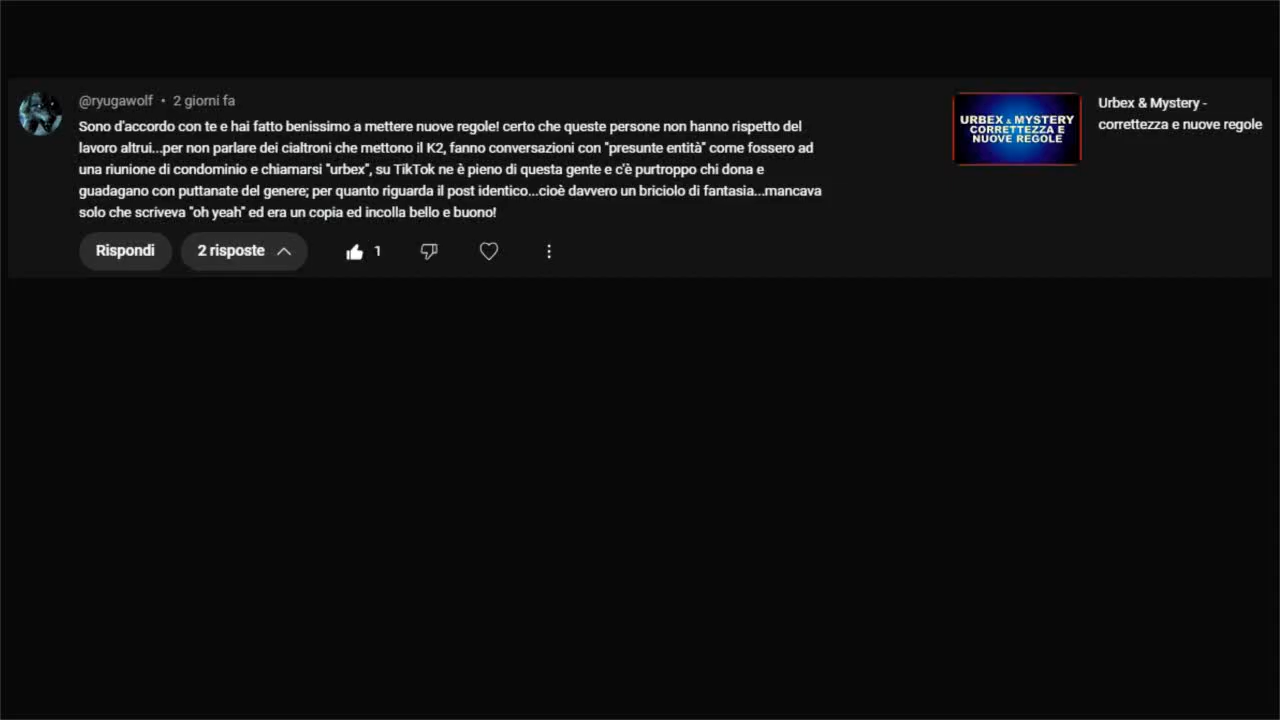 @ryugawolf • 2 giorni fa
Sono d'accordo con te e hai fatto benissimo a mettere nuove regole! certo che queste persone non hanno rispetto del
lavoro altrui...per non parlare dei cialtroni che mettono il K2, fanno conversazioni con "presunte entità" come fossero ad
una riunione di condominio e chiamarsi "urbex", su TikTok ne è pieno di questa gente e c'è purtroppo chi dona e
guadagano con puttanate del genere; per quanto riguarda il post identico...cioè davvero un briciolo di fantasia...mancava
solo che scriveva "oh yeah" ed era un copia ed incolla bello e buono!
Rispondi 2 risposte 1
URBEX & MYSTERY
CORRETTEZZA E
NUOVE REGOLE
Urbex & Mystery -
correttezza e nuove regole